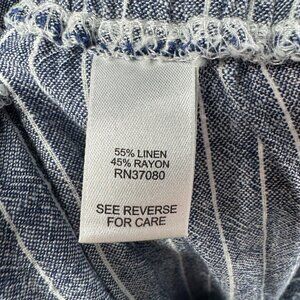 55% LINEN
45% RAYON
RN37080
SEE REVERSE
FOR CARE